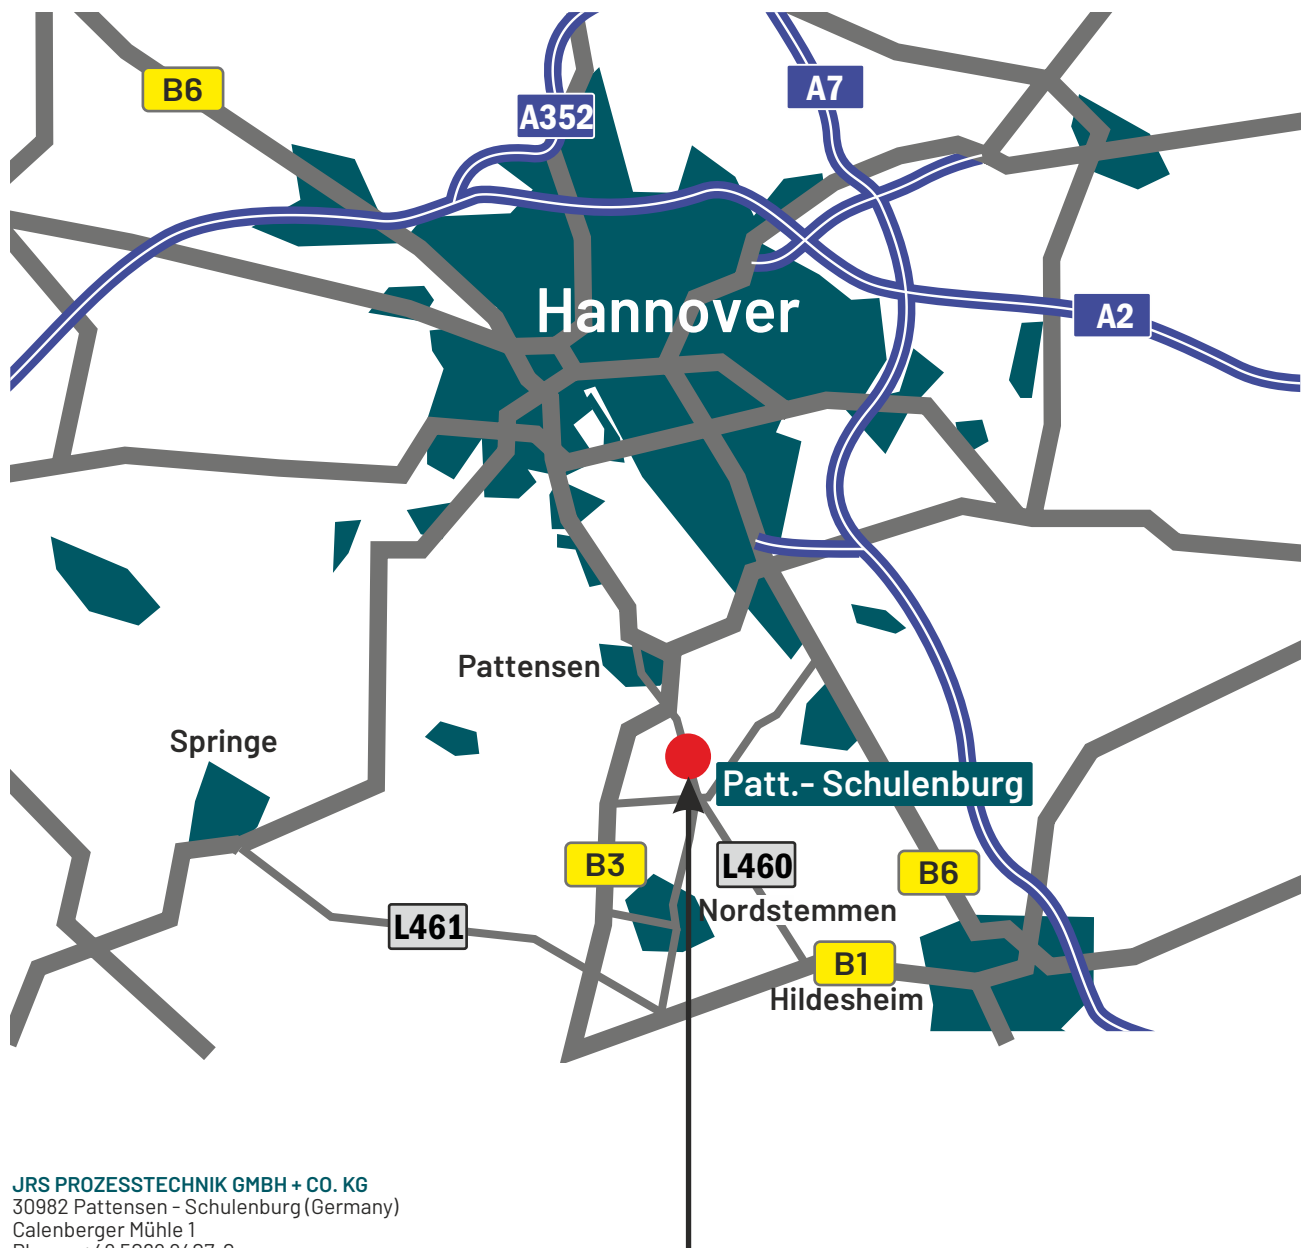 B6
A352
A7
Hannover
A2
Pattensen
Springe
Patt.- Schulenburg
B3
L460
B6
Nordstemmen
L461
B1
Hildesheim
JRS PROZESSTECHNIK GMBH + CO. KG
30982 Pattensen - Schulenburg (Germany)
Calenberger Mühle 1